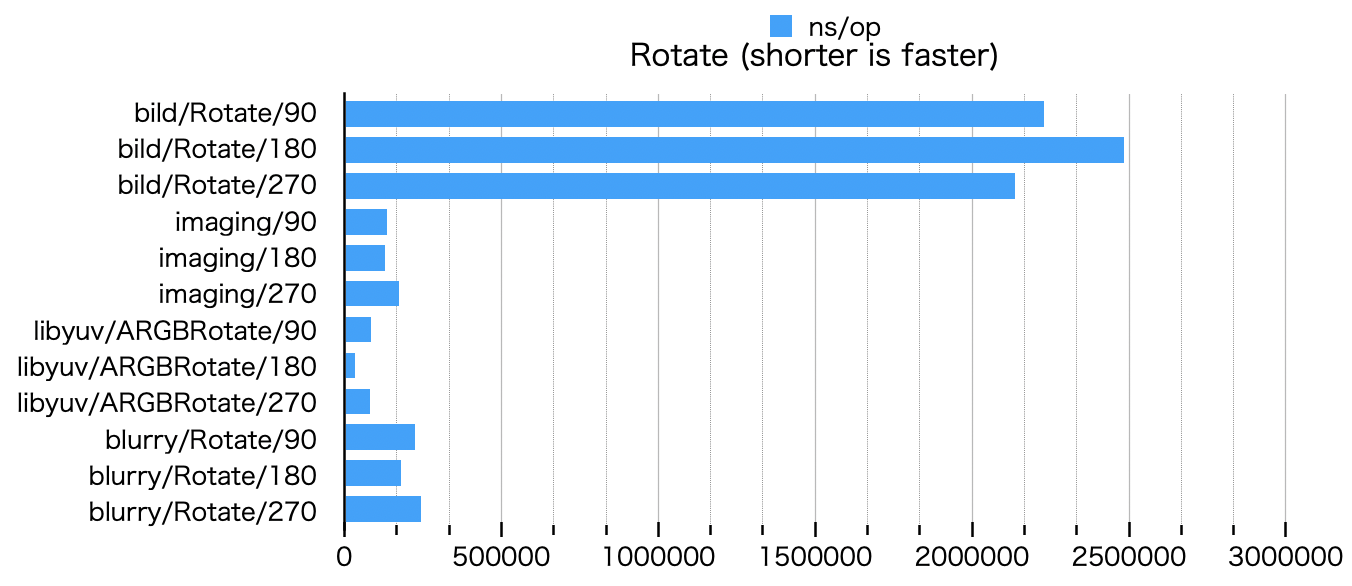 ns/op
Rotate (shorter is faster)
bild/Rotate/90
bild/Rotate/180
bild/Rotate/270
imaging/90
imaging/180
imaging/270
libyuv/ARGBRotate/90
libyuv/ARGBRotate/180
libyuv/ARGBRotate/270
blurry/Rotate/90
blurry/Rotate/180
blurry/Rotate/270
0 500000 1000000 1500000 2000000 2500000 3000000